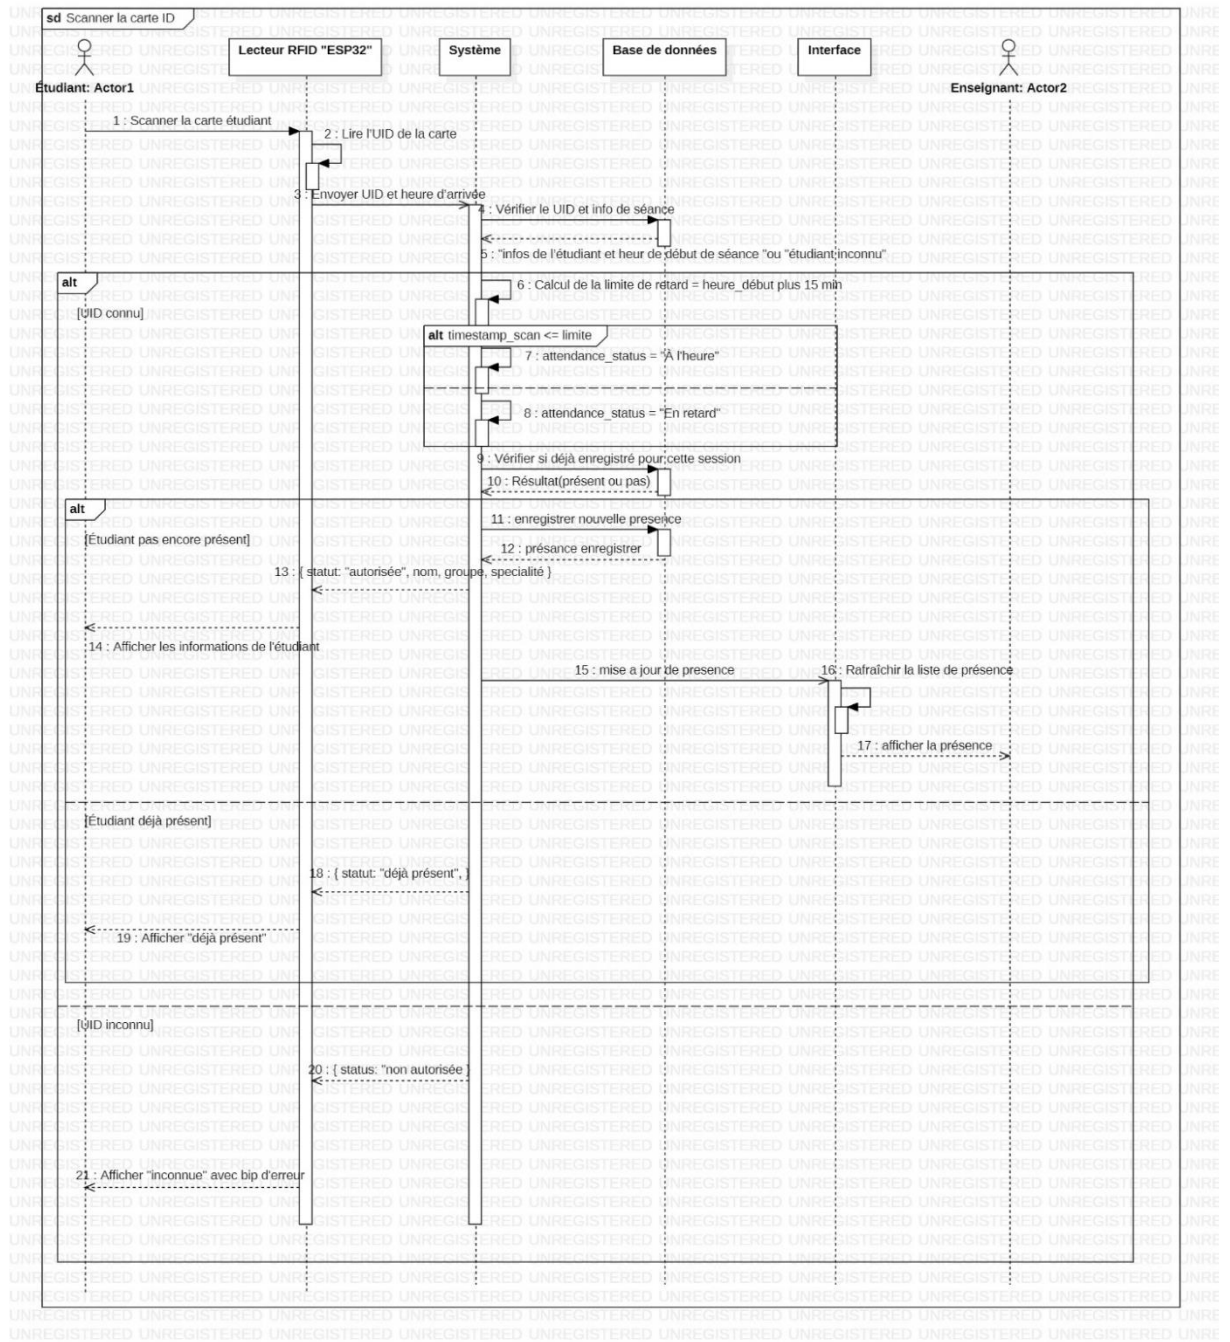 sd Scanner la carte ID
Lecteur RFID "ESP32"
Système
Base de données
Interface
Étudiant: Actor1
Enseignant: Actor2
1 : Scanner la carte étudiant
2 : Lire l'UID de la carte
3 : Envoyer UID et heure d'arrivée
4 : Vérifier le UID et info de séance
5 : "infos de l'étudiant et heur de début de séance "ou "étudiant inconnu"
alt
6 : Calcul de la limite de retard = heure_début plus 15 min
[UID connu]
alt timestamp_scan <= limite
7 : attendance_status = "À l'heure"
8 : attendance_status = "En retard"
9 : Vérifier si déjà enregistré pour cette session
10 : Résultat(présent ou pas)
alt
11 : enregistrer nouvelle presence
[Étudiant pas encore présent]
12 : présance enregistrer
13 : { statut: "autorisée", nom, groupe, specialité }
14 : Afficher les informations de l'étudiant
15 : mise a jour de presence
16 : Rafraîchir la liste de présence
17 : afficher la présence
[Étudiant déjà présent]
18 : { statut: "déjà présent", }
19 : Afficher "déjà présent"
[UID inconnu]
20 : { status: "non autorisée }
21 : Afficher "inconnue" avec bip d'erreur